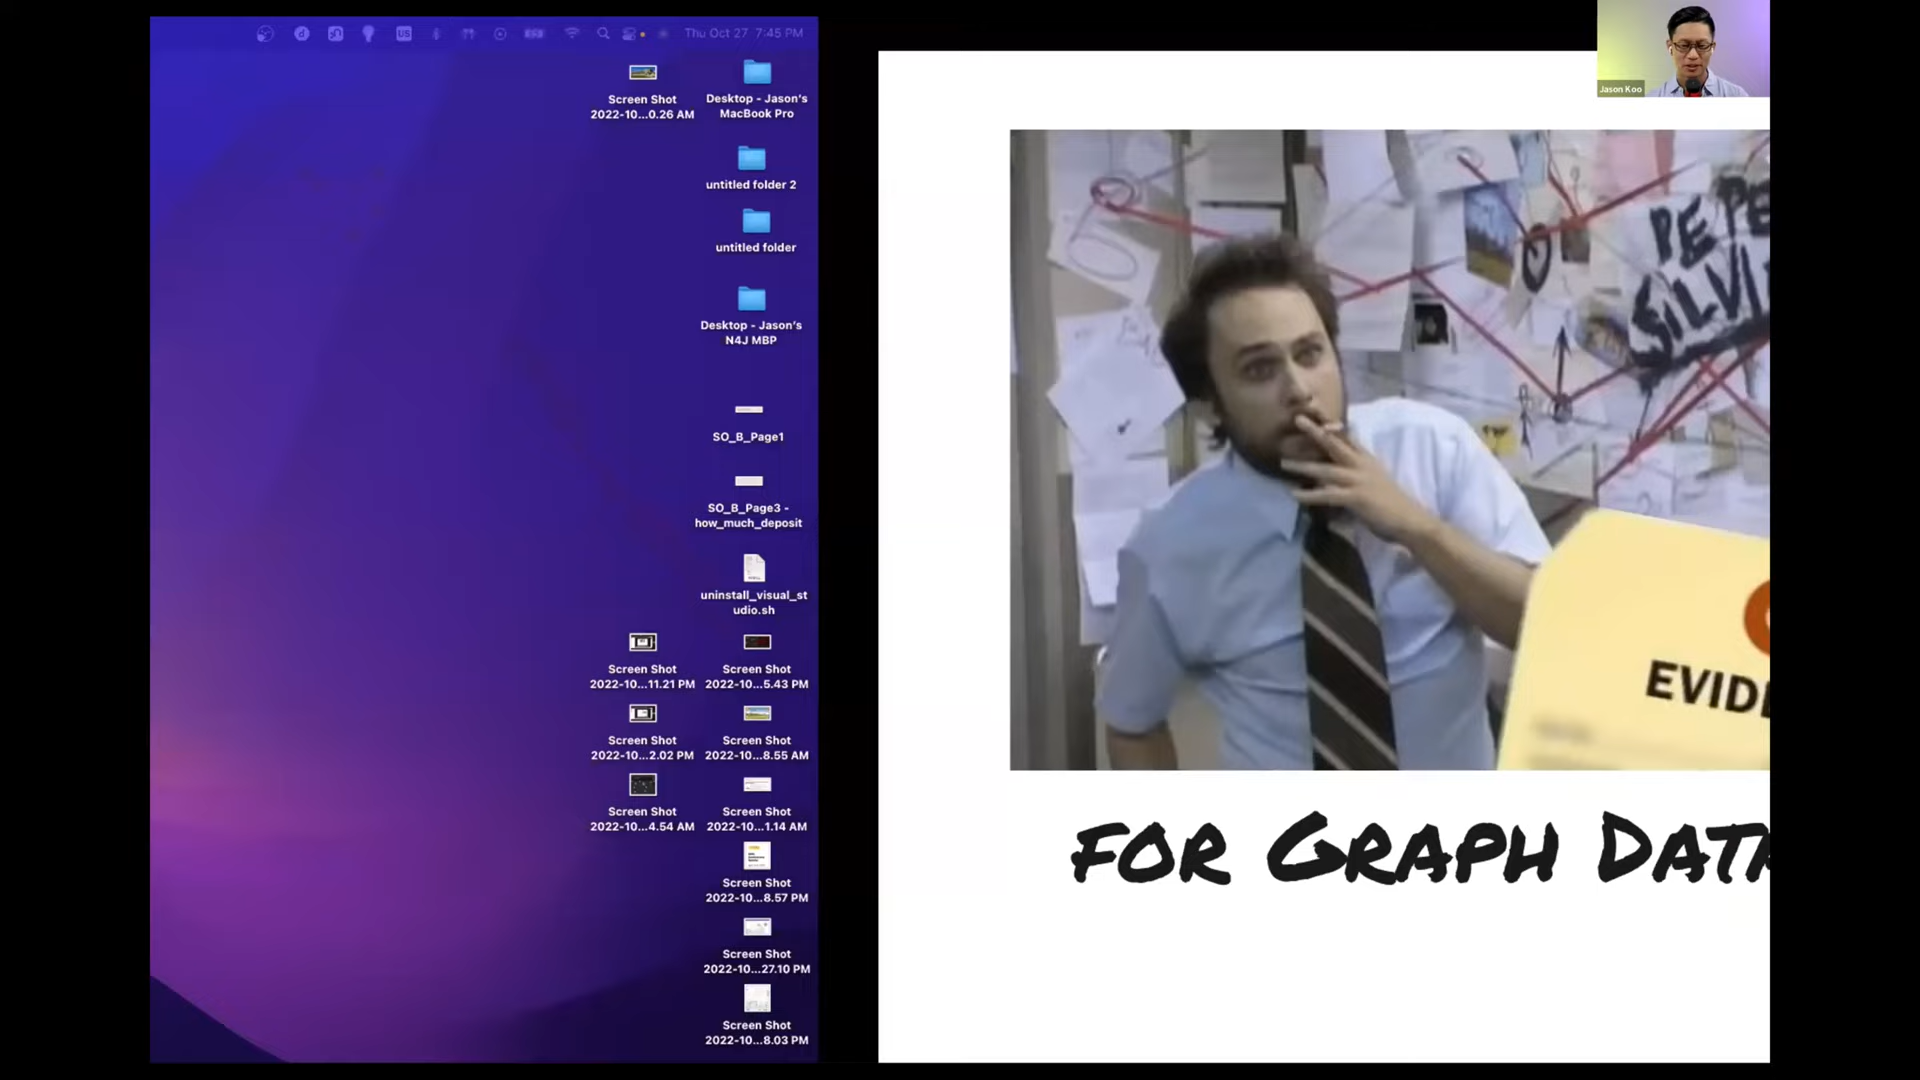 US
Thu Oct 27 7:45 PM
Screen Shot
2022-10...0.26 AM
Desktop - Jason's
MacBook Pro
untitled folder 2
untitled folder
Desktop - Jason's
N4J MBP
SO_B_Page1
SO_B_Page3 -
how_much_deposit
uninstall_visual_st
udio.sh
Screen Shot
2022-10...11.21 PM
Screen Shot
2022-10...5.43 PM
Screen Shot
2022-10...2.02 PM
Screen Shot
2022-10...8.55 AM
Screen Shot
2022-10...4.54 AM
Screen Shot
2022-10...1.14 AM
Screen Shot
2022-10...8.57 PM
Screen Shot
2022-10...27.10 PM
Screen Shot
2022-10...8.03 PM
Jason Koo
PEPE
SILVI
EVIDE
FOR GRAPH DATA